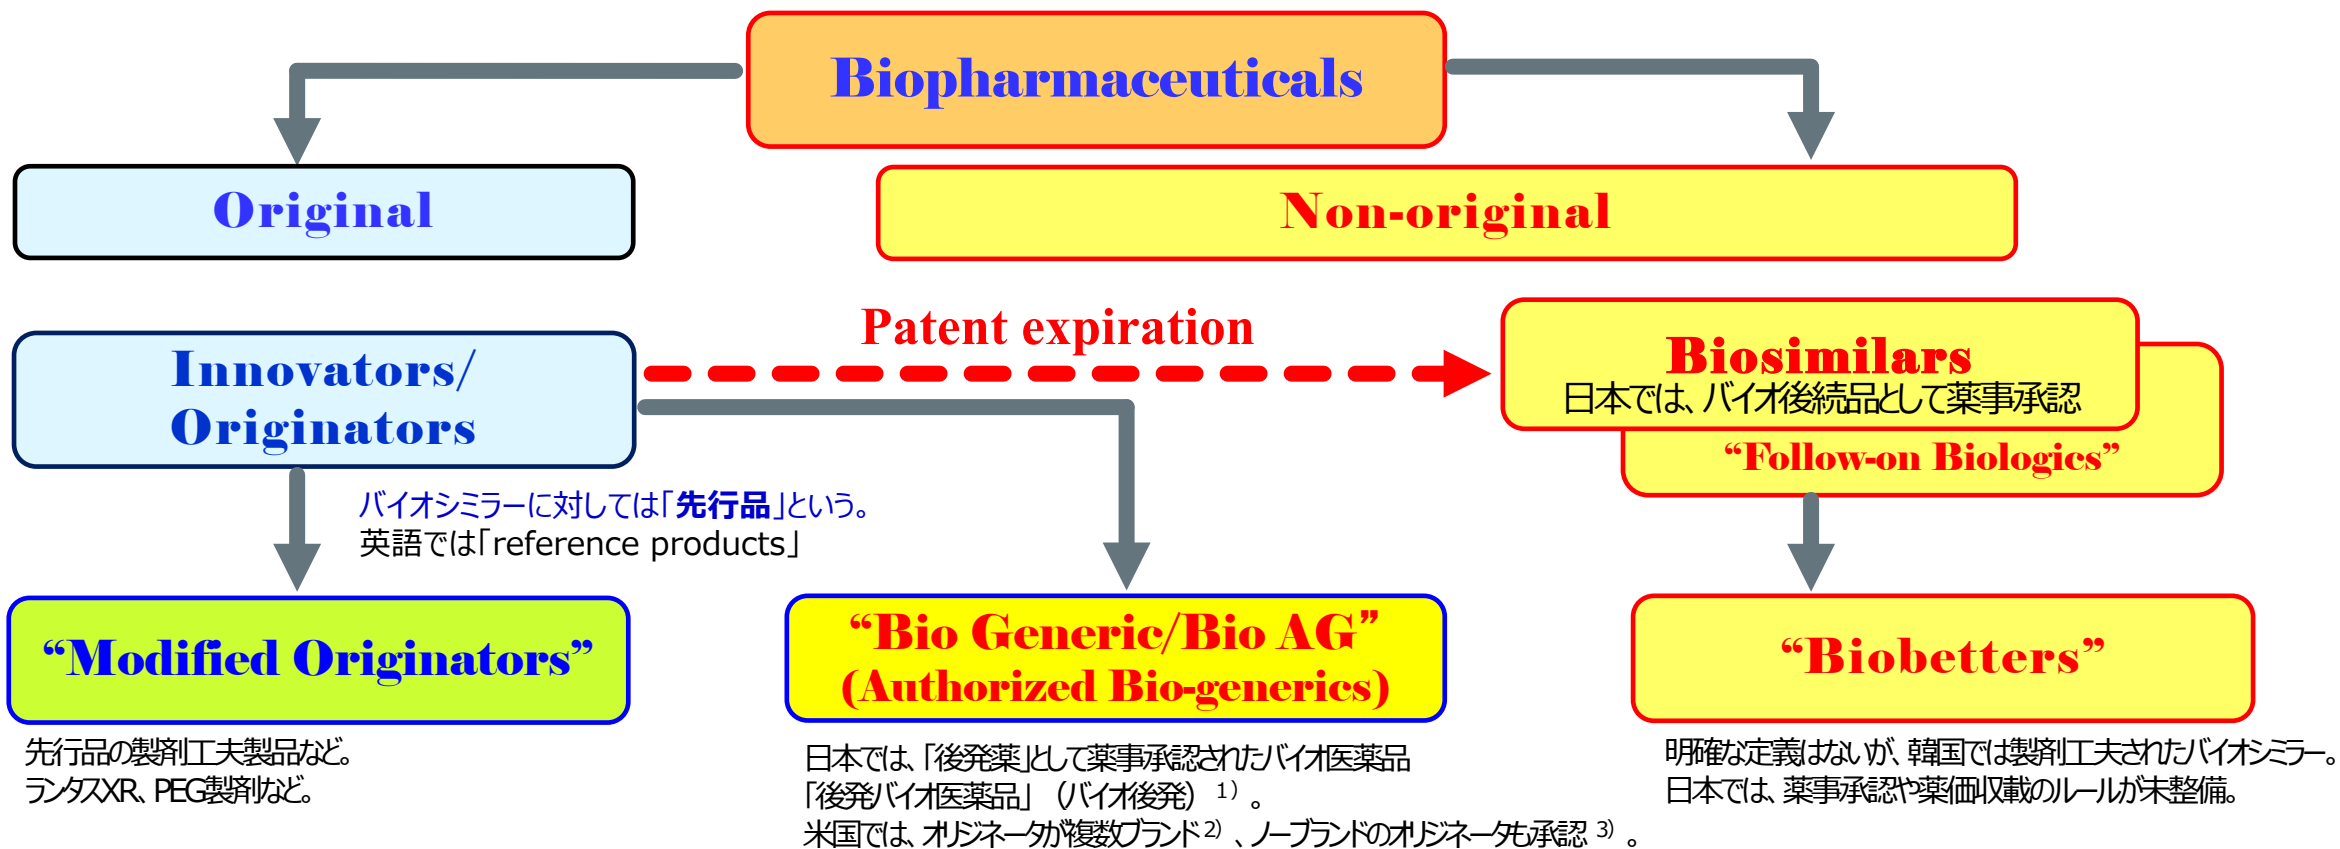 Biopharmaceuticals
Original
Non-original
Innovators/
Originators
Patent expiration
Biosimilars
日本では、バイオ後続品として薬事承認
“Follow-on Biologics”
バイオシミラーに対しては「先行品」という。
英語では「reference products」
“Modified Originators”
先行品の製剤工夫製品など。
ランタスXR、PEG製剤など。
“Bio Generic/Bio AG”
(Authorized Bio-generics)
日本では、「後発薬」として薬事承認されたバイオ医薬品
「後発バイオ医薬品」（バイオ後発）1）。
米国では、オリジネータが複数ブランド2）、ノーブランドのオリジネータも承認3）。
“Biobetters”
明確な定義はないが、韓国では製剤工夫されたバイオシミラー。
日本では、薬事承認や薬価収載のルールが未整備。